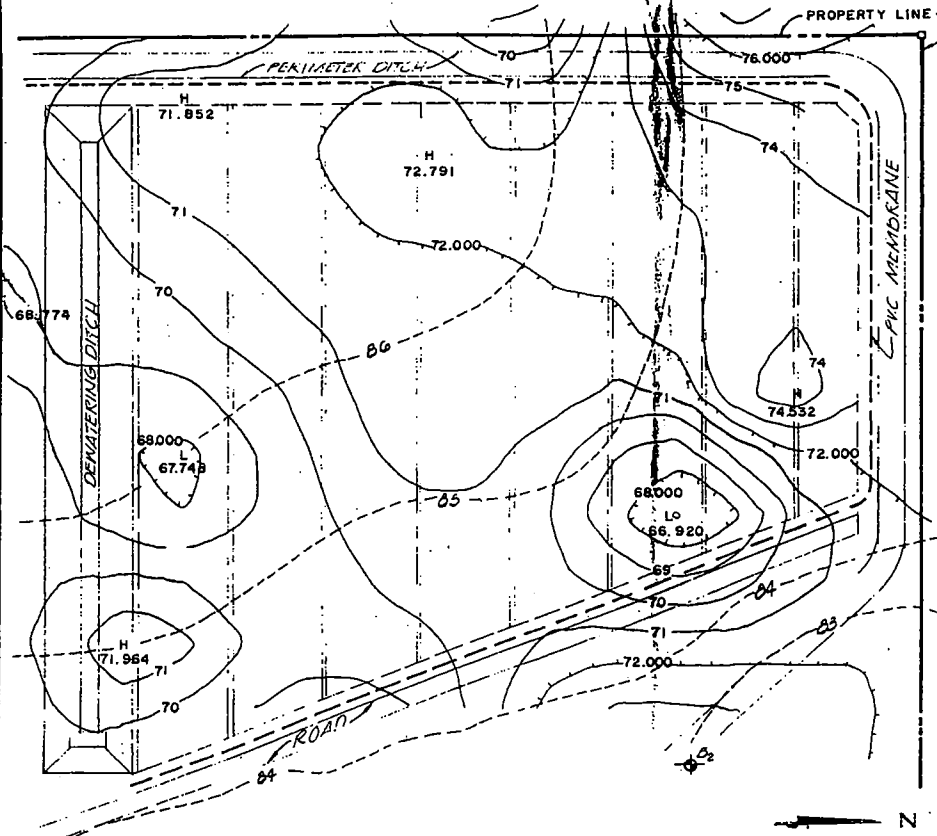 PROPERTY LINE
70
76.000
PERIMETER DITCH
71
75
H
71.852
74
H
72.791
PVC MEMBRANE
71
72.000
70
68.774
86
DEWATERING DITCH
74
71
74.532
68.000
L
67.748
72.000
85
68.000
L
66.920
69
84
70
83
71
H
71.964
71
72.000
70
ROAD
B2
84
N